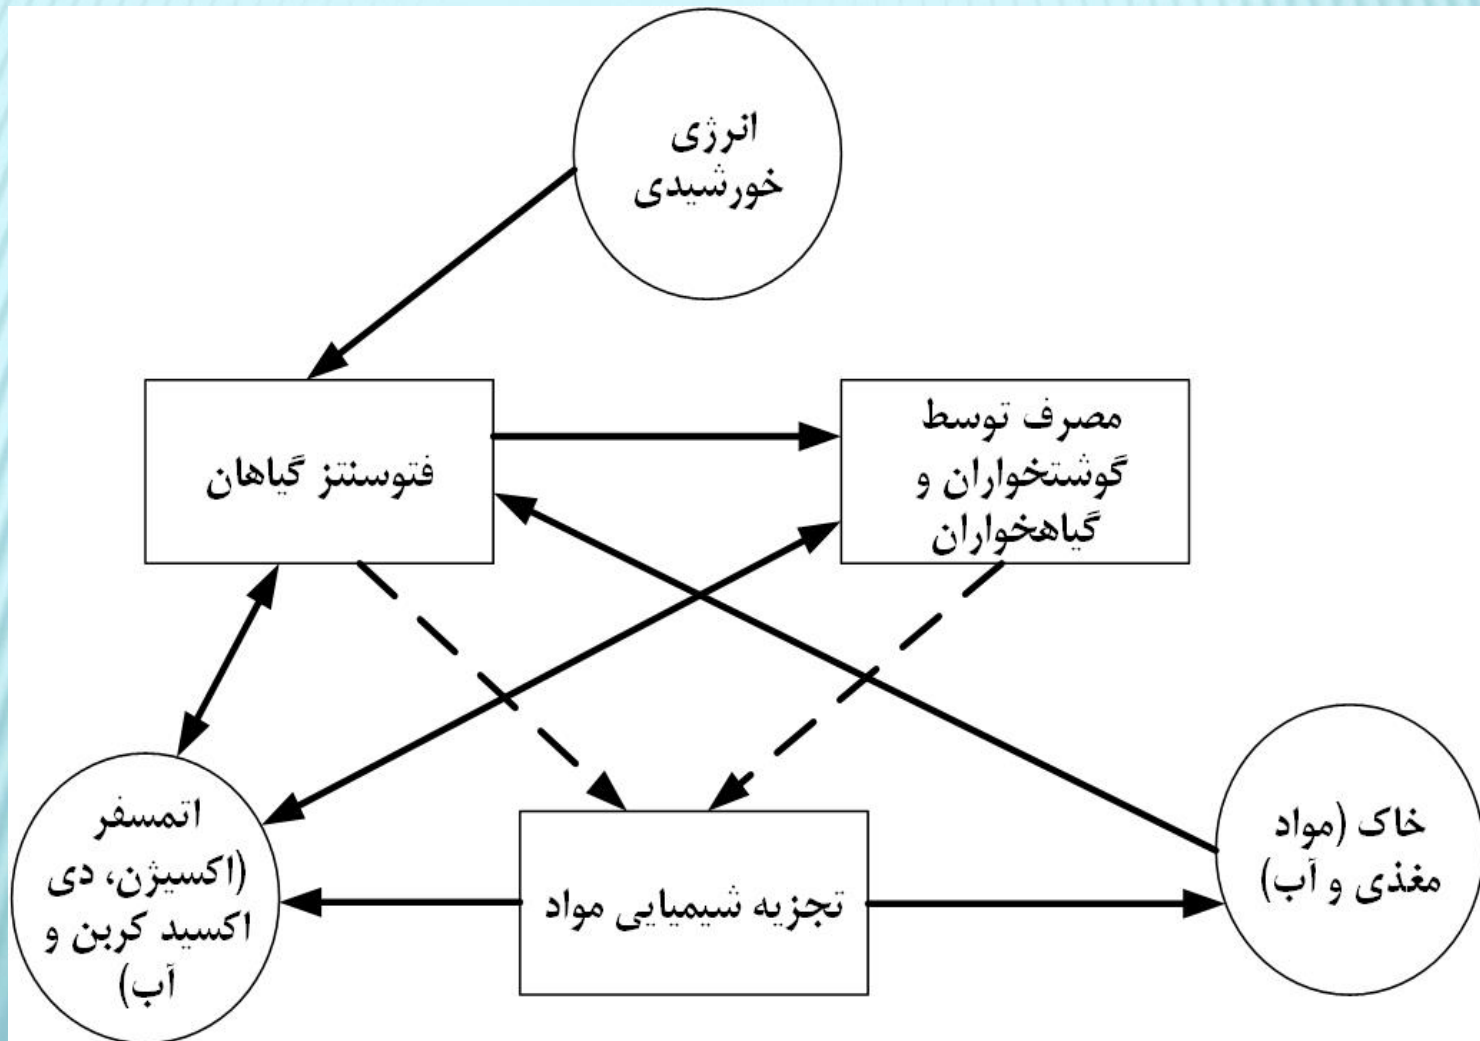 انرژی
خورشیدی
مصرف توسط
گوشتخواران و
گیاهخواران
فتوسنتز گیاهان
خاک (مواد
مغذی و آب)
تجزیه شیمیایی مواد
اتمسفر
(اکسیژن، دی
اکسید کربن و
آب)